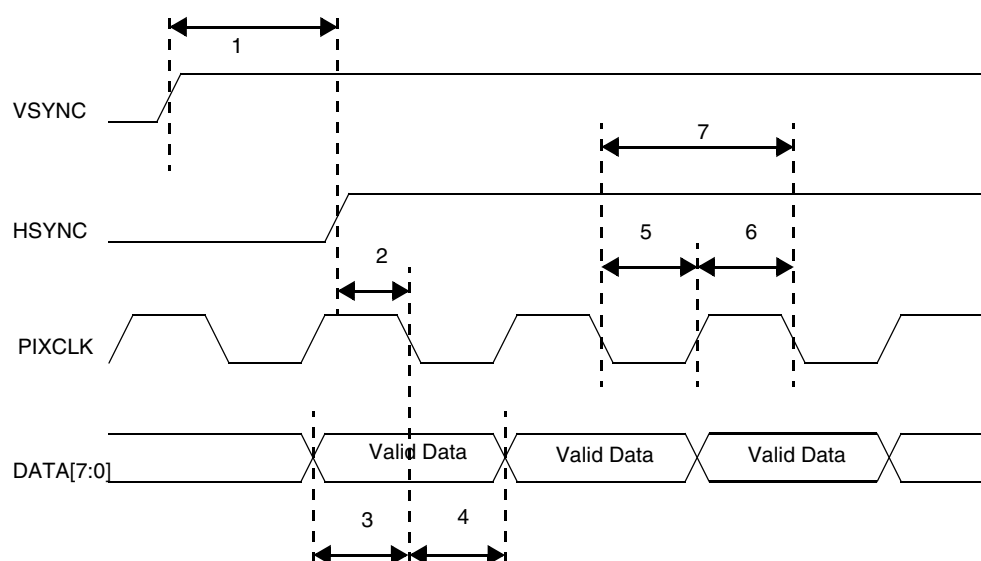 1
VSYNC
7
HSYNC
2
5
6
PIXCLK
DATA[7:0]
Valid Data
Valid Data
Valid Data
3
4